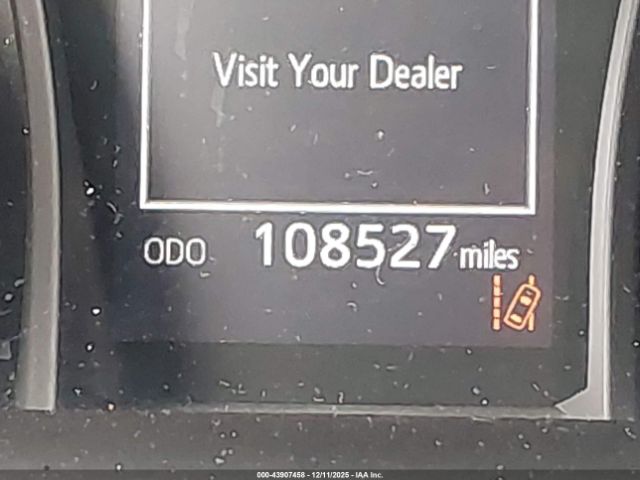 Visit Your Dealer
ODO 108527 miles
000-43907458 - 12/11/2025 - IAA Inc.